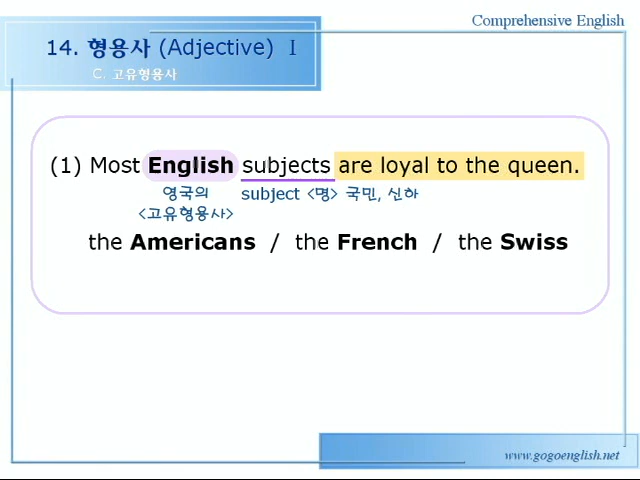 Comprehensive English
14. 형용사 (Adjective) I
C. 고유형용사
(1) Most English subjects are loyal to the queen.
영국의 subject <명> 국민, 신하
<고유형용사>
the Americans / the French / the Swiss
www.gogoenglish.net